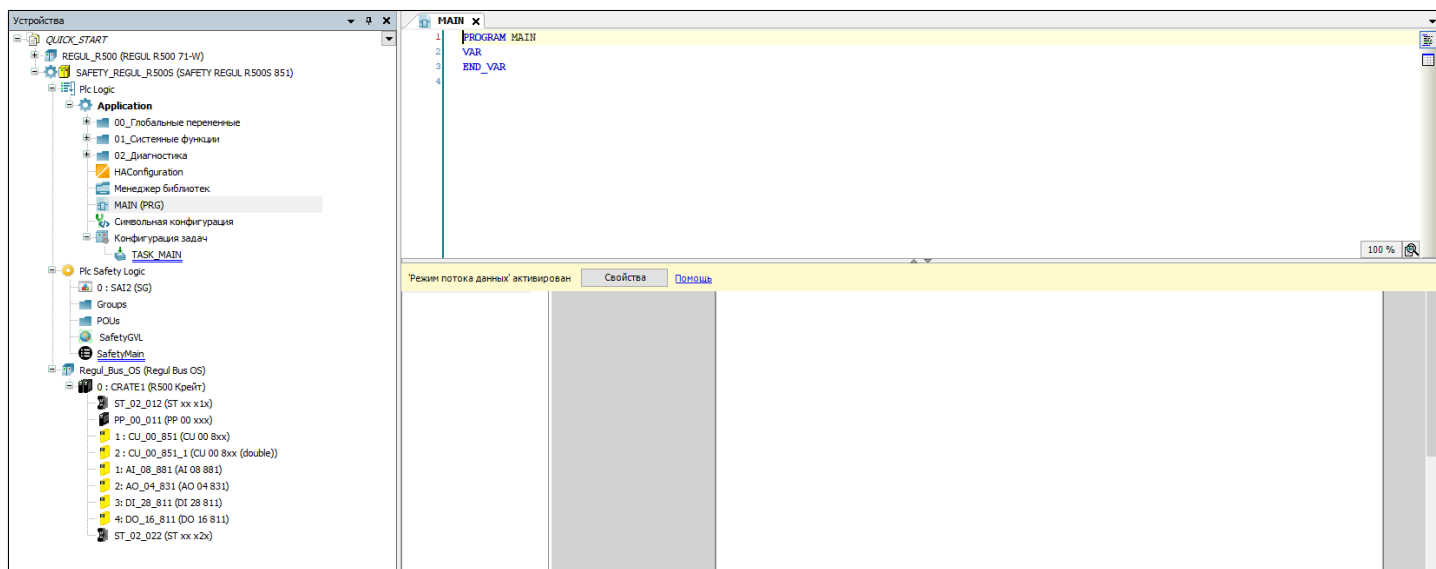 Устройства
QUICK_START
REGUL_R500 (REGUL R500 71-W)
SAFETY_REGUL_R500S (SAFETY REGUL R500S 851)
Plc Logic
Application
00_Глобальные переменные
01_Системные функции
02_Диагностика
HAConfiguration
Менеджер библиотек
MAIN (PRG)
Символьная конфигурация
Конфигурация задач
TASK_MAIN
Plc Safety Logic
0 : SAI2 (SG)
Groups
POUs
SafetyGVL
SafetyMain
Regul_Bus_OS (Regul Bus OS)
0 : CRATE1 (R500 Крейт)
ST_02_012 (ST xx x1x)
PP_00_011 (PP 00 xxx)
1 : CU_00_851 (CU 00 8xx)
2 : CU_00_851_1 (CU 00 8xx (double))
1: AI_08_881 (AI 08 881)
2: AO_04_831 (AO 04 831)
3: DI_28_811 (DI 28 811)
4: DO_16_811 (DO 16 811)
ST_02_022 (ST xx x2x)
MAIN X
1 PROGRAM MAIN
2 VAR
3 END_VAR
4
100 %
'Режим потока данных' активирован Свойства Помощь